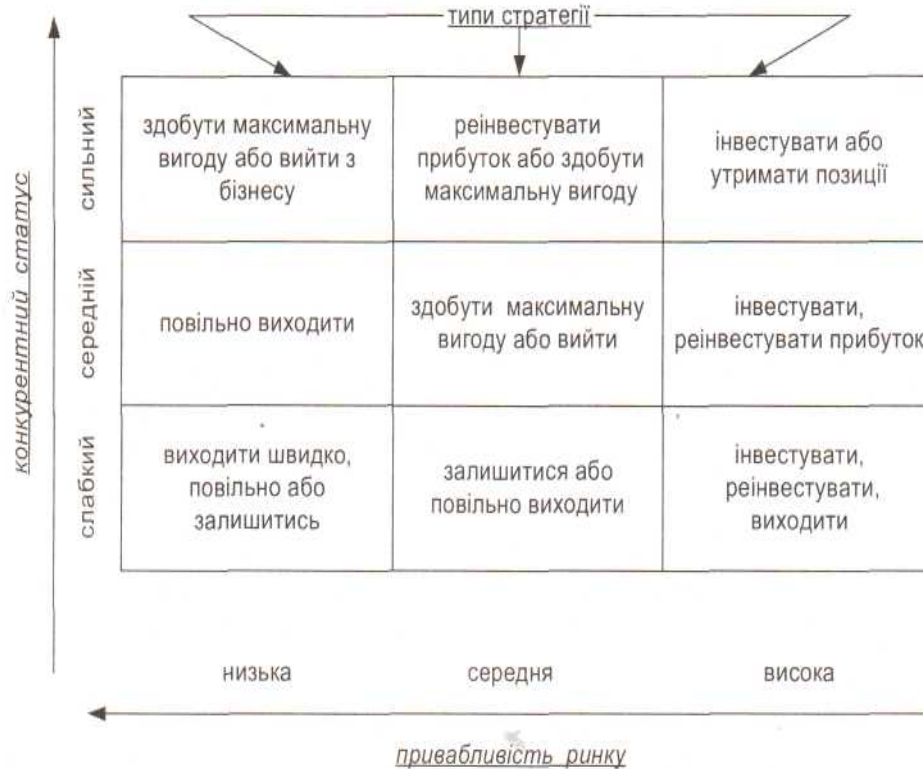 типи стратегії
здобути максимальну
вигоду або вийти з
бізнесу
реінвестувати
прибуток або здобути
максимальну вигоду
інвестувати або
утримати позиції
повільно виходити
здобути максимальну
вигоду або вийти
інвестувати,
реінвестувати прибуток
виходити швидко,
повільно або
залишитись
залишитися або
повільно виходити
інвестувати,
реінвестувати,
виходити
конкурентний статус
сильний
середній
слабкий
низька
середня
висока
привабливість ринку